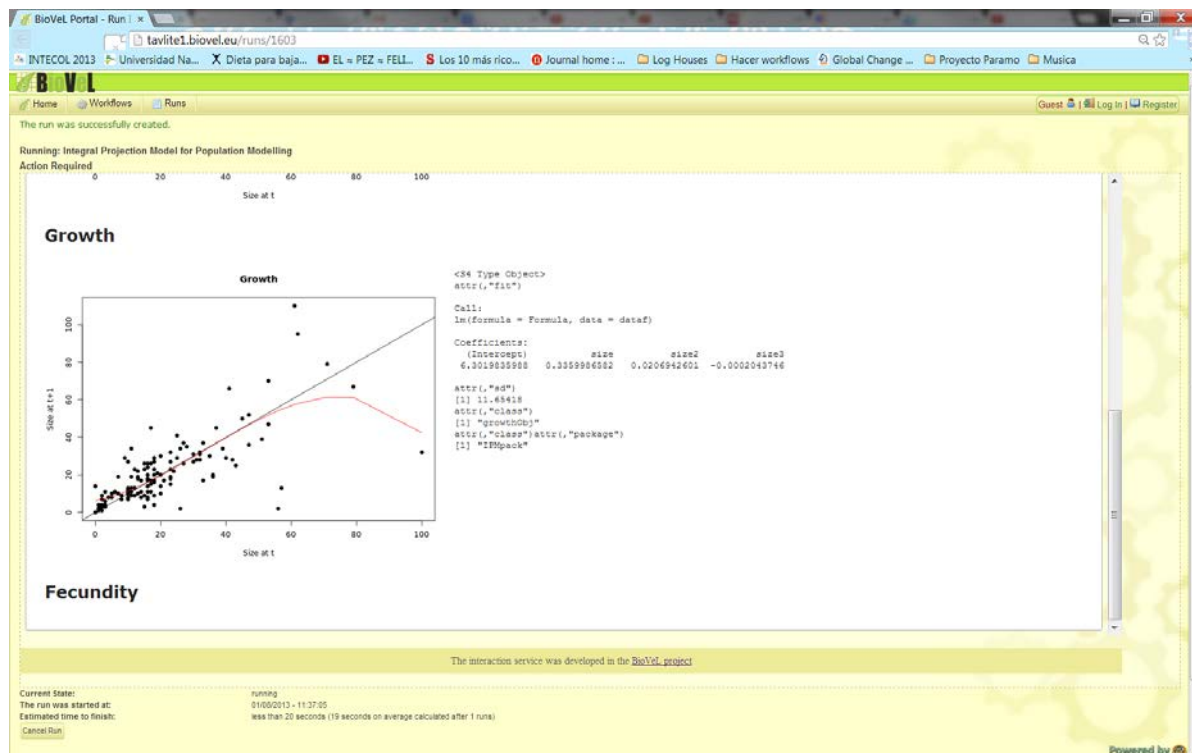 BioVeL Portal - Run I
tavlite1.biovel.eu/runs/1603
INTECOL 2013 Universidad Na... Dieta para baja... EL ≈ PEZ ≈ FELI... Los 10 más rico... Journal home : ... Log Houses Hacer workflows Global Change ... Proyecto Paramo Musica
BioVeL
Home Workflows Runs Guest | Log In | Register
The run was successfully created.
Running: Integral Projection Model for Population Modelling
Action Required
0 20 40 60 80 100
Size at t
Growth
Growth
Size at t+1
100
80
60
40
20
0
0 20 40 60 80 100
Size at t
<S4 Type Object>
attr(,"fit")
Call:
lm(formula = Formula, data = dataf)
Coefficients:
(Intercept) size size2 size3
6.3019835988 0.3359986582 0.0206942601 -0.0002043746
attr(,"sd")
[1] 11.65418
attr(,"class")
[1] "growthObj"
attr(,"class")attr(,"package")
[1] "IPMpack"
Fecundity
The interaction service was developed in the BioVeL project
Current State: running
The run was started at: 01/08/2013 - 11:37:05
Estimated time to finish: less than 20 seconds (19 seconds on average calculated after 1 runs)
Cancel Run
Powered by